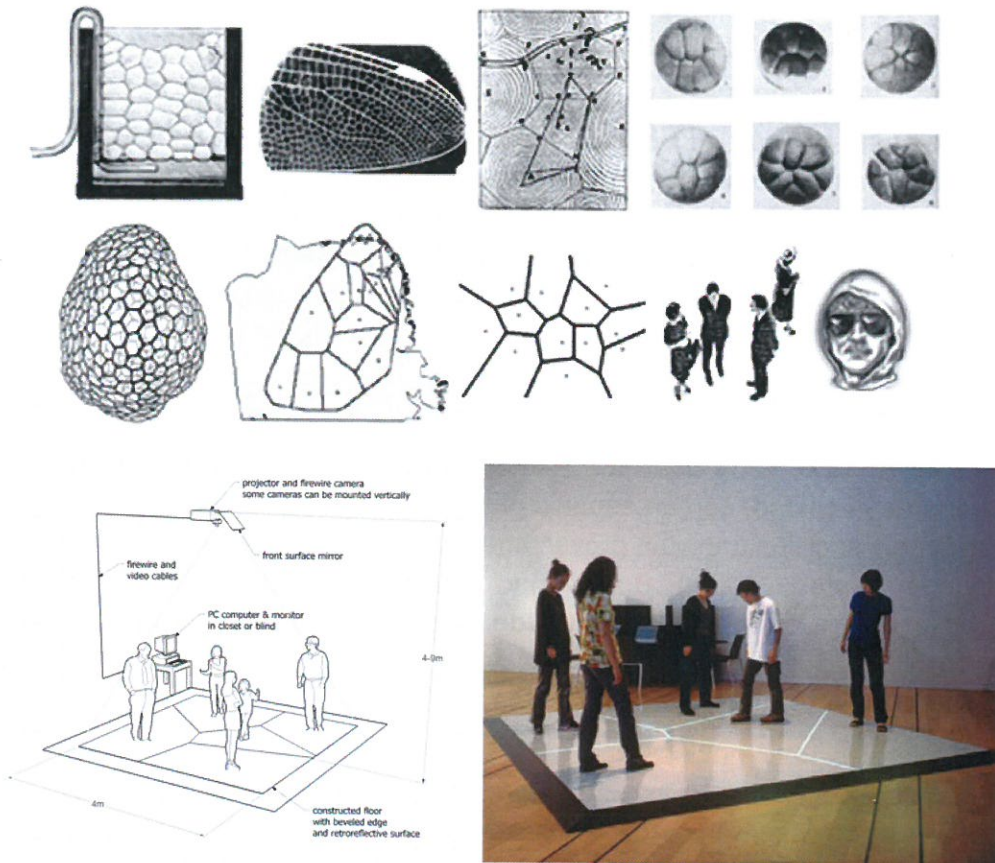 projector and firewire camera
some cameras can be mounted vertically
front surface mirror
firewire and
video cables
PC computer & monitor
in closet or blind
4-9m
4m
constructed floor
with beveled edge
and retroreflective surface